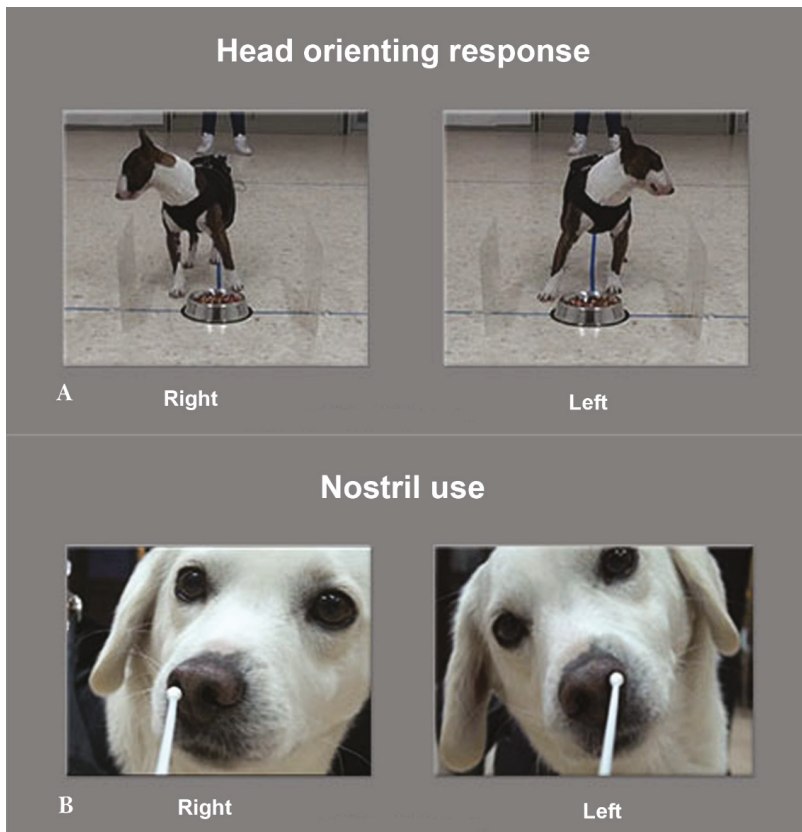 Head orienting response
A
Right
Left
Nostril use
B
Right
Left